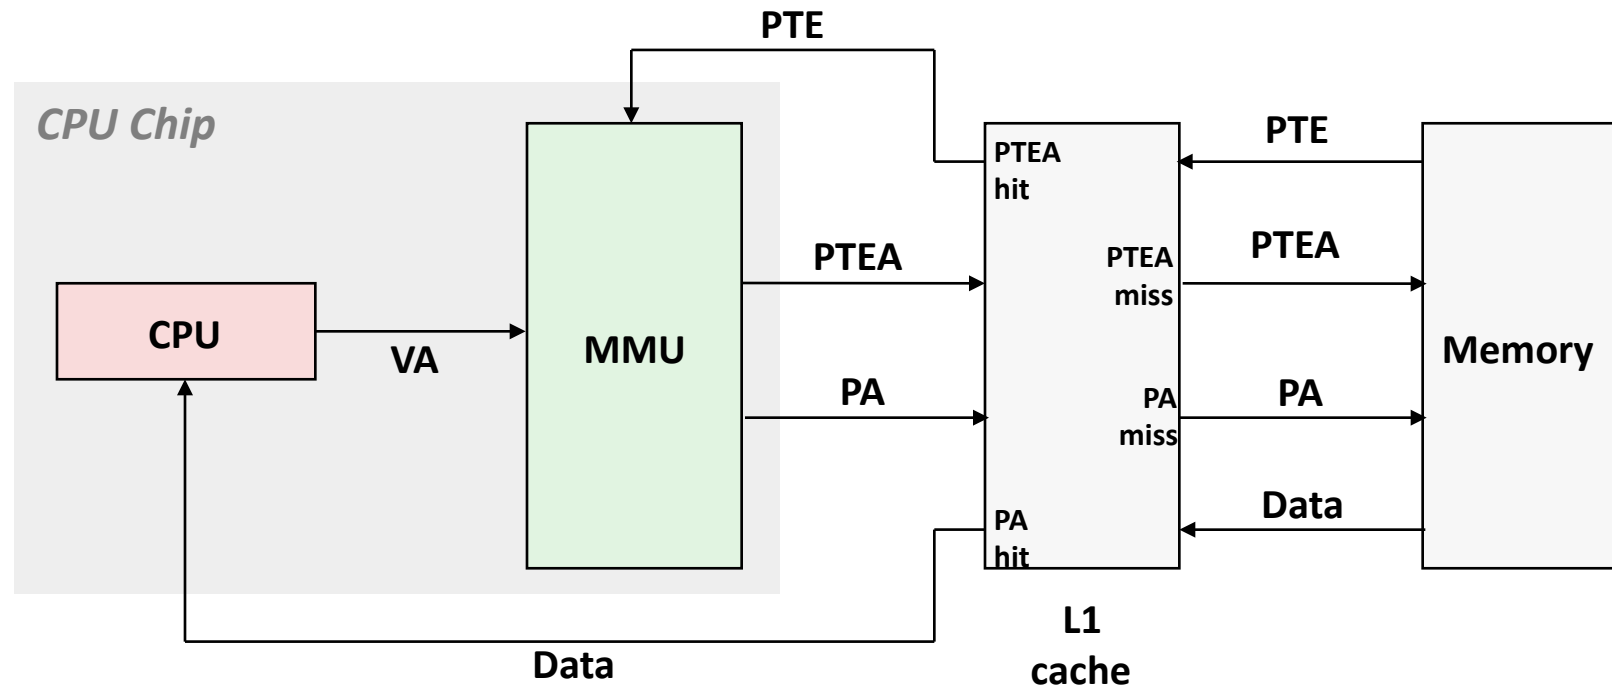 PTE
CPU Chip
PTEA
hit
PTE
PTEA
PTEA
miss
PTEA
CPU
VA
MMU
Memory
PA
PA
miss
PA
PA
hit
Data
L1
cache
Data